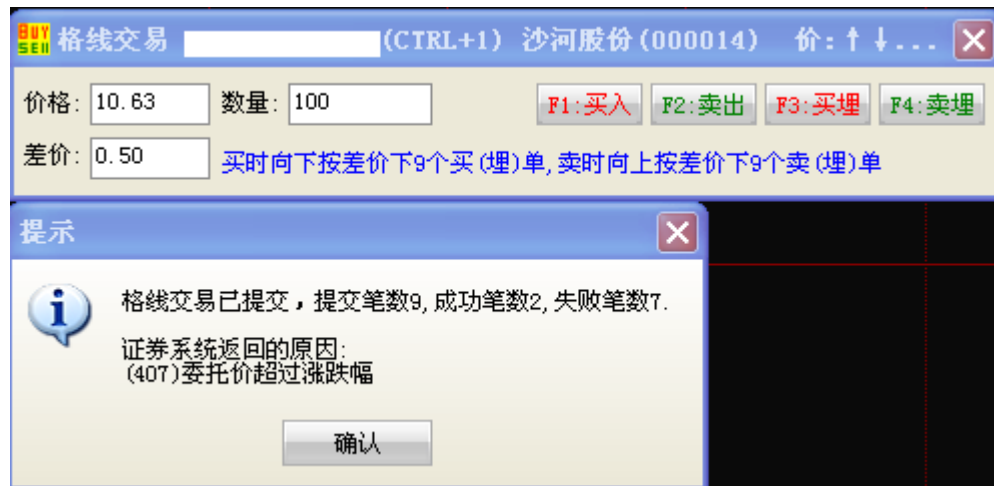 BUY
SELL
格线交易 (CTRL+1) 沙河股份(000014) 价:↑↓...
价格: 10.63 数量: 100 F1:买入 F2:卖出 F3:买埋 F4:卖埋
差价: 0.50 买时向下按差价下9个买(埋)单,卖时向上按差价下9个卖(埋)单
提示
格线交易已提交，提交笔数9,成功笔数2,失败笔数7.
证券系统返回的原因:
(407)委托价超过涨跌幅
确认